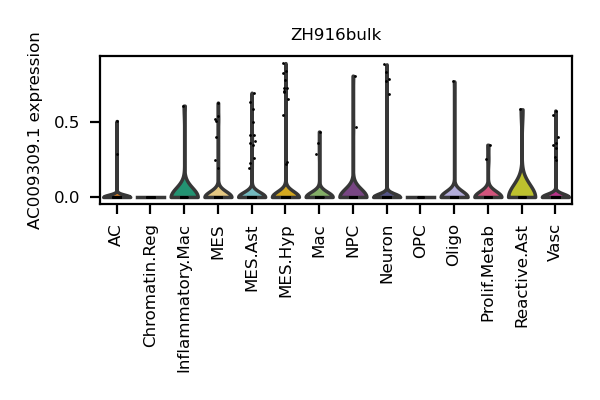 ZH916bulk
AC009309.1 expression
0.5
0.0
AC
Chromatin.Reg
Inflammatory.Mac
MES
MES.Ast
MES.Hyp
Mac
NPC
Neuron
OPC
Oligo
Prolif.Metab
Reactive.Ast
Vasc